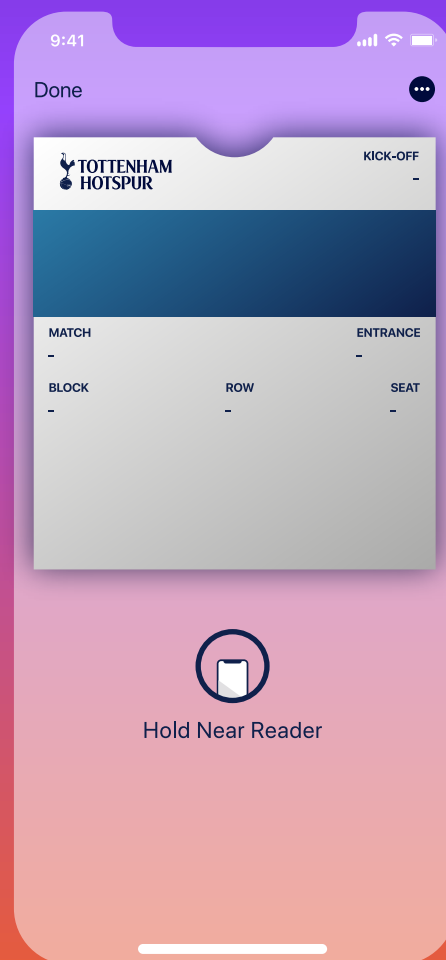 9:41
Done
TOTTENHAM
HOTSPUR
KICK-OFF
-
MATCH
ENTRANCE
-
-
BLOCK
ROW
SEAT
-
-
-
Hold Near Reader